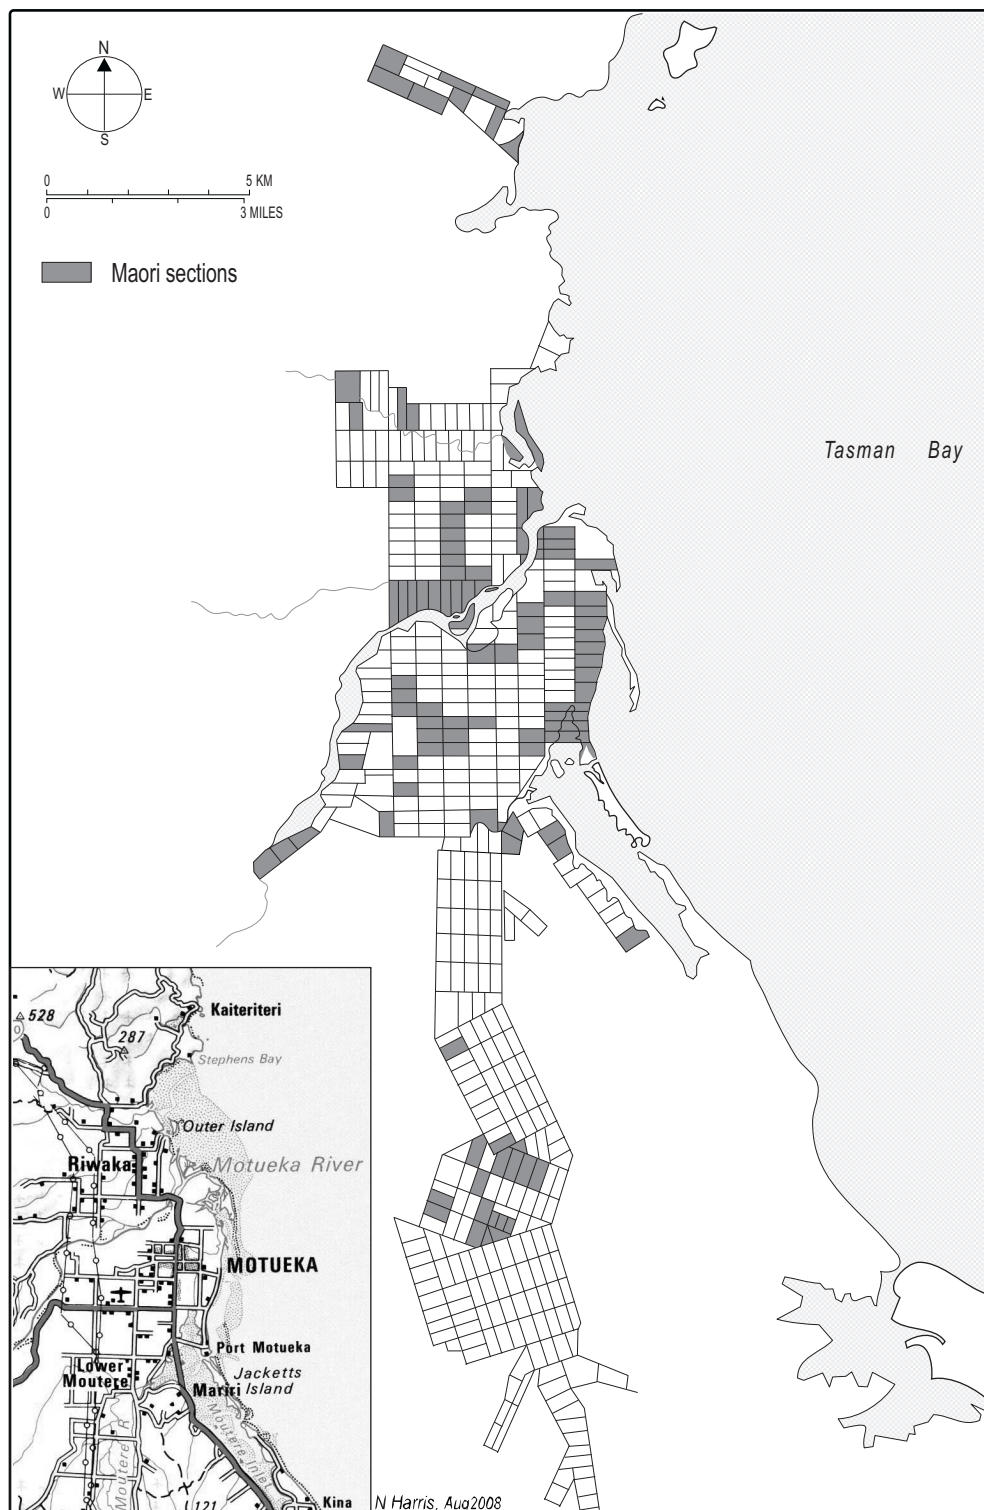 N
W E
S
0 5 KM
0 3 MILES
Maori sections
Tasman Bay
528
287
Kaiteriteri
Stephens Bay
Outer Island
Riwaka
Motueka River
MOTUEKA
Port Motueka
Lower
Moutere
Jacketts
Island
Mariri
Moutere Inlet
Moutere R
121
Kina
N Harris, Aug2008